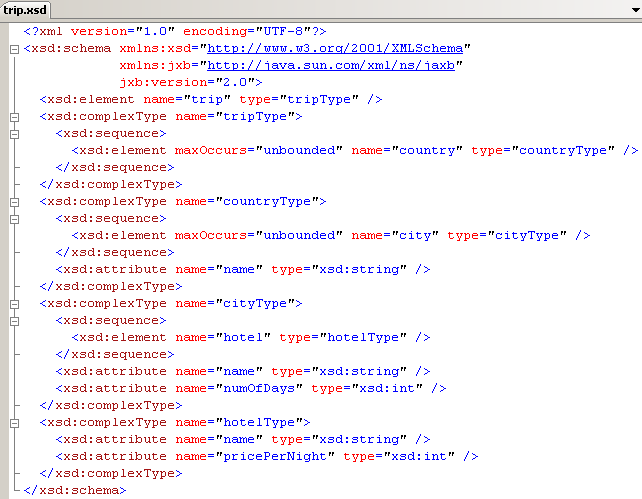 trip.xsd
<?xml version="1.0" encoding="UTF-8"?>
<xsd:schema xmlns:xsd="http://www.w3.org/2001/XMLSchema"
            xmlns:jxb="http://java.sun.com/xml/ns/jaxb"
            jxb:version="2.0">
  <xsd:element name="trip" type="tripType" />
  <xsd:complexType name="tripType">
    <xsd:sequence>
      <xsd:element maxOccurs="unbounded" name="country" type="countryType" />
    </xsd:sequence>
  </xsd:complexType>
  <xsd:complexType name="countryType">
    <xsd:sequence>
      <xsd:element maxOccurs="unbounded" name="city" type="cityType" />
    </xsd:sequence>
    <xsd:attribute name="name" type="xsd:string" />
  </xsd:complexType>
  <xsd:complexType name="cityType">
    <xsd:sequence>
      <xsd:element name="hotel" type="hotelType" />
    </xsd:sequence>
    <xsd:attribute name="name" type="xsd:string" />
    <xsd:attribute name="numOfDays" type="xsd:int" />
  </xsd:complexType>
  <xsd:complexType name="hotelType">
    <xsd:attribute name="name" type="xsd:string" />
    <xsd:attribute name="pricePerNight" type="xsd:int" />
  </xsd:complexType>
</xsd:schema>